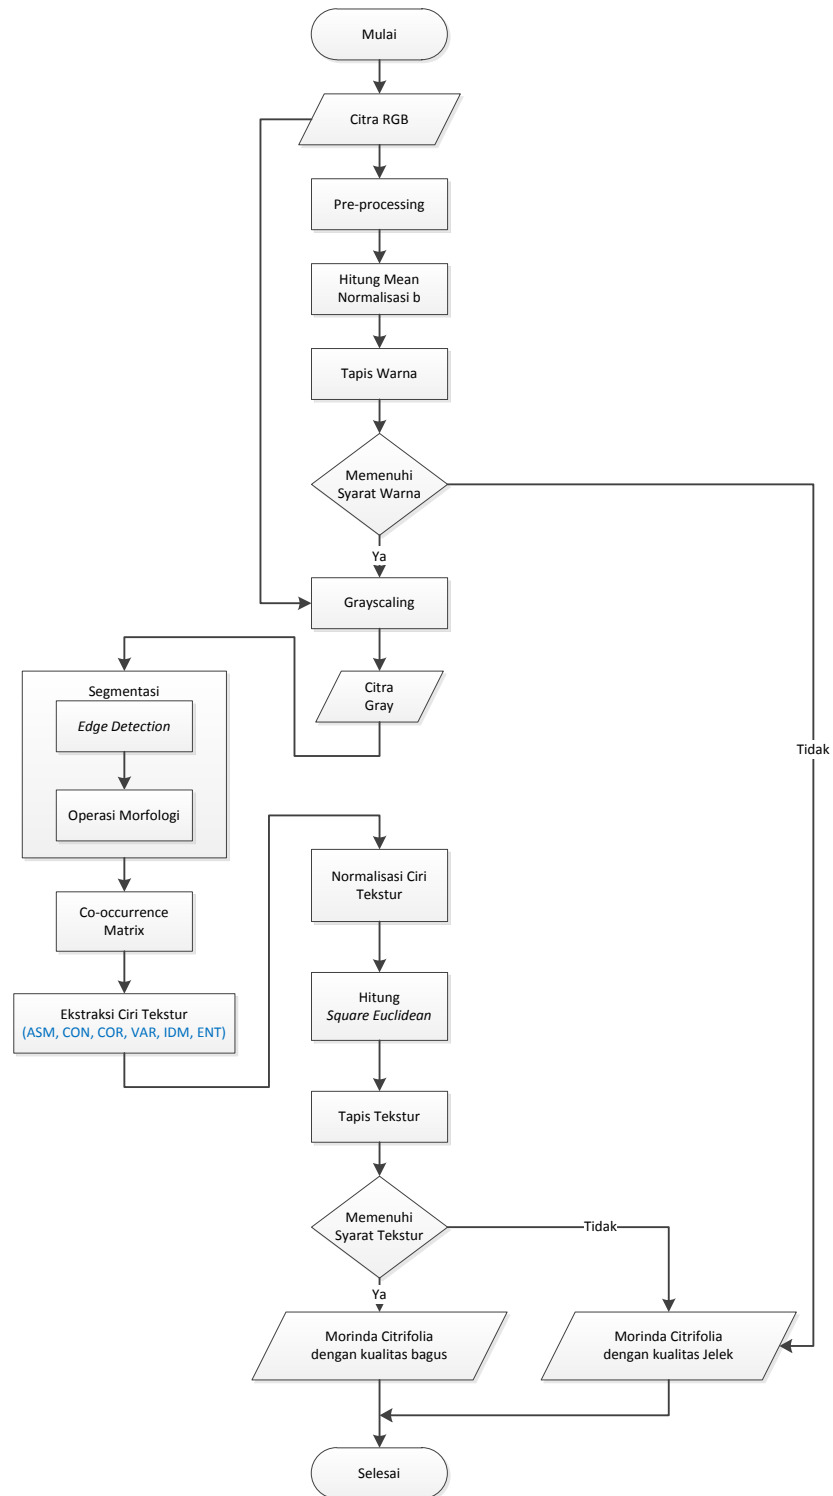 Mulai
Citra RGB
Pre-processing
Hitung Mean
Normalisasi b
Tapis Warna
Memenuhi
Syarat Warna
Ya
Tidak
Grayscaling
Citra
Gray
Segmentasi
Edge Detection
Operasi Morfologi
Co-occurrence
Matrix
Ekstraksi Ciri Tekstur
(ASM, CON, COR, VAR, IDM, ENT)
Normalisasi Ciri
Tekstur
Hitung
Square Euclidean
Tapis Tekstur
Memenuhi
Syarat Tekstur
Tidak
Ya
Morinda Citrifolia
dengan kualitas bagus
Morinda Citrifolia
dengan kualitas Jelek
Selesai